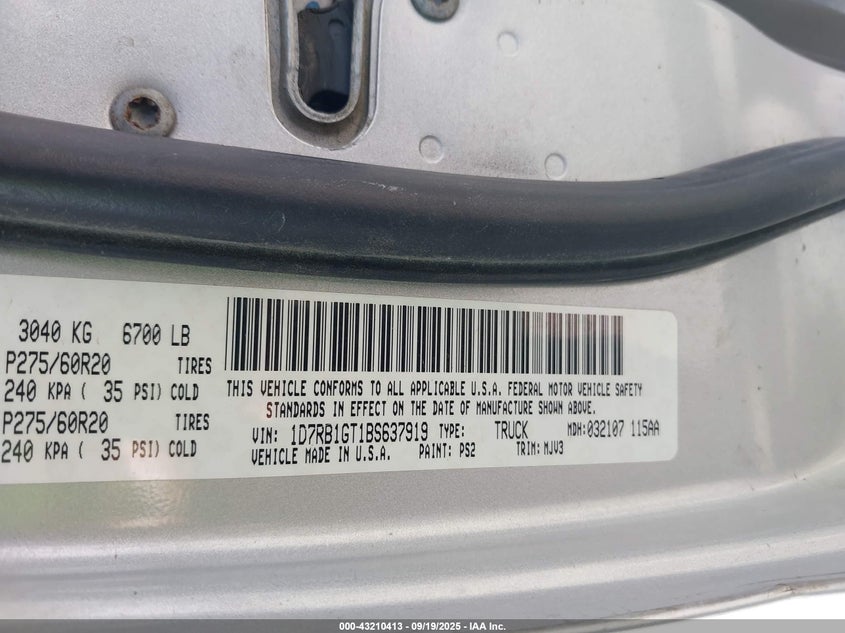 3040 KG 6700 LB
P275/60R20 TIRES
240 KPA ( 35 PSI) COLD
P275/60R20 TIRES
240 KPA ( 35 PSI) COLD
THIS VEHICLE CONFORMS TO ALL APPLICABLE U.S.A. FEDERAL MOTOR VEHICLE SAFETY
STANDARDS IN EFFECT ON THE DATE OF MANUFACTURE SHOWN ABOVE.
VIN: 1D7RB1GT1BS637919 TYPE: TRUCK MDH:032107 115AA
VEHICLE MADE IN U.S.A. PAINT: PS2 TRIM: MJV3
000-43210413 - 09/19/2025 - IAA Inc.